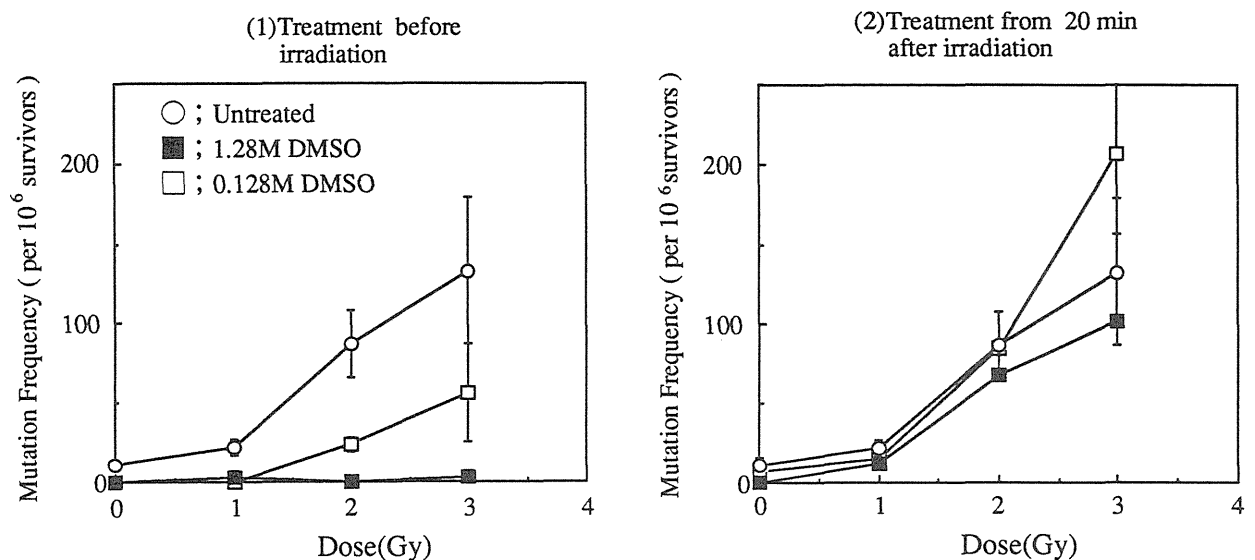 (1)Treatment before
irradiation
Mutation Frequency ( per 10⁶ survivors )
200
100
0
○ ; Untreated
■ ; 1.28M DMSO
□ ; 0.128M DMSO
0 1 2 3 4
Dose(Gy)
(2)Treatment from 20 min
after irradiation
Mutation Frequency ( per 10⁶ survivors )
200
100
0
0 1 2 3 4
Dose(Gy)